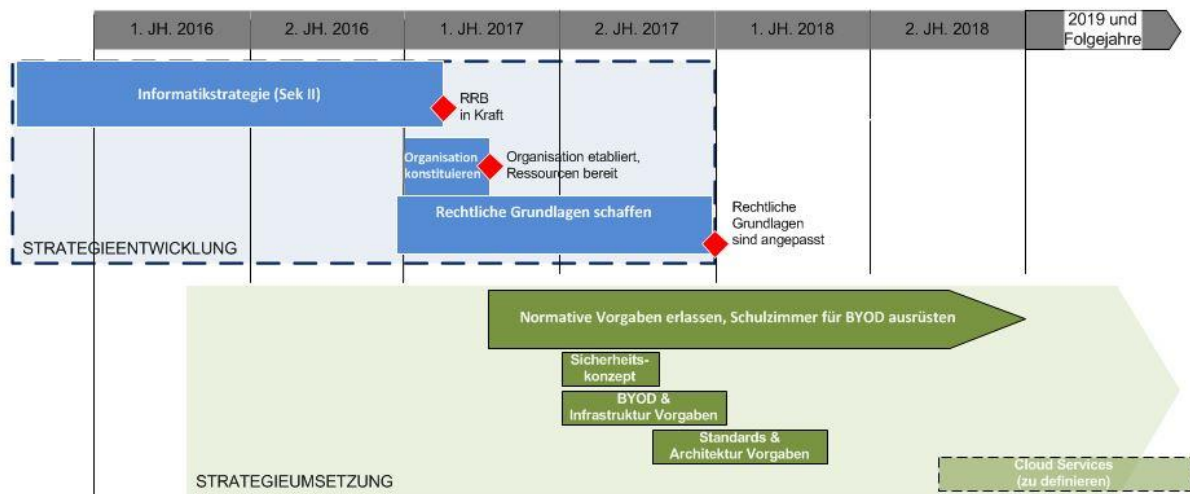 1. JH. 2016
2. JH. 2016
1. JH. 2017
2. JH. 2017
1. JH. 2018
2. JH. 2018
2019 und
Folgejahre
Informatikstrategie (Sek II)
RRB
in Kraft
Organisation
konstituieren
Organisation etabliert,
Ressourcen bereit
Rechtliche Grundlagen schaffen
Rechtliche
Grundlagen
sind angepasst
STRATEGIEENTWICKLUNG
Normative Vorgaben erlassen, Schulzimmer für BYOD ausrüsten
Sicherheits-
konzept
BYOD &
Infrastruktur Vorgaben
Standards &
Architektur Vorgaben
Cloud Services
(zu definieren)
STRATEGIEUMSETZUNG